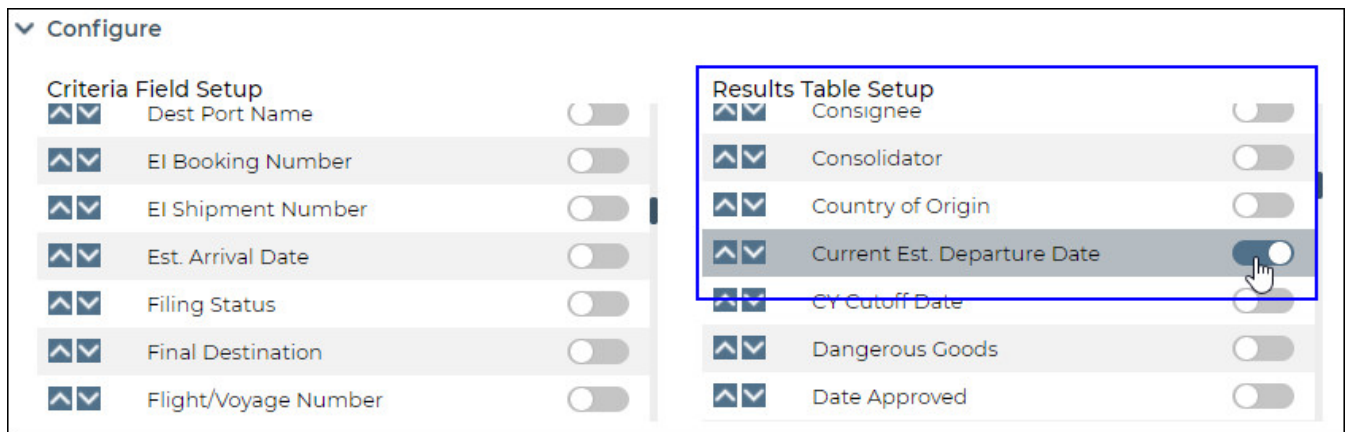 Configure
Criteria Field Setup
Dest Port Name
EI Booking Number
EI Shipment Number
Est. Arrival Date
Filing Status
Final Destination
Flight/Voyage Number
Results Table Setup
Consignee
Consolidator
Country of Origin
Current Est. Departure Date
CY Cutoff Date
Dangerous Goods
Date Approved